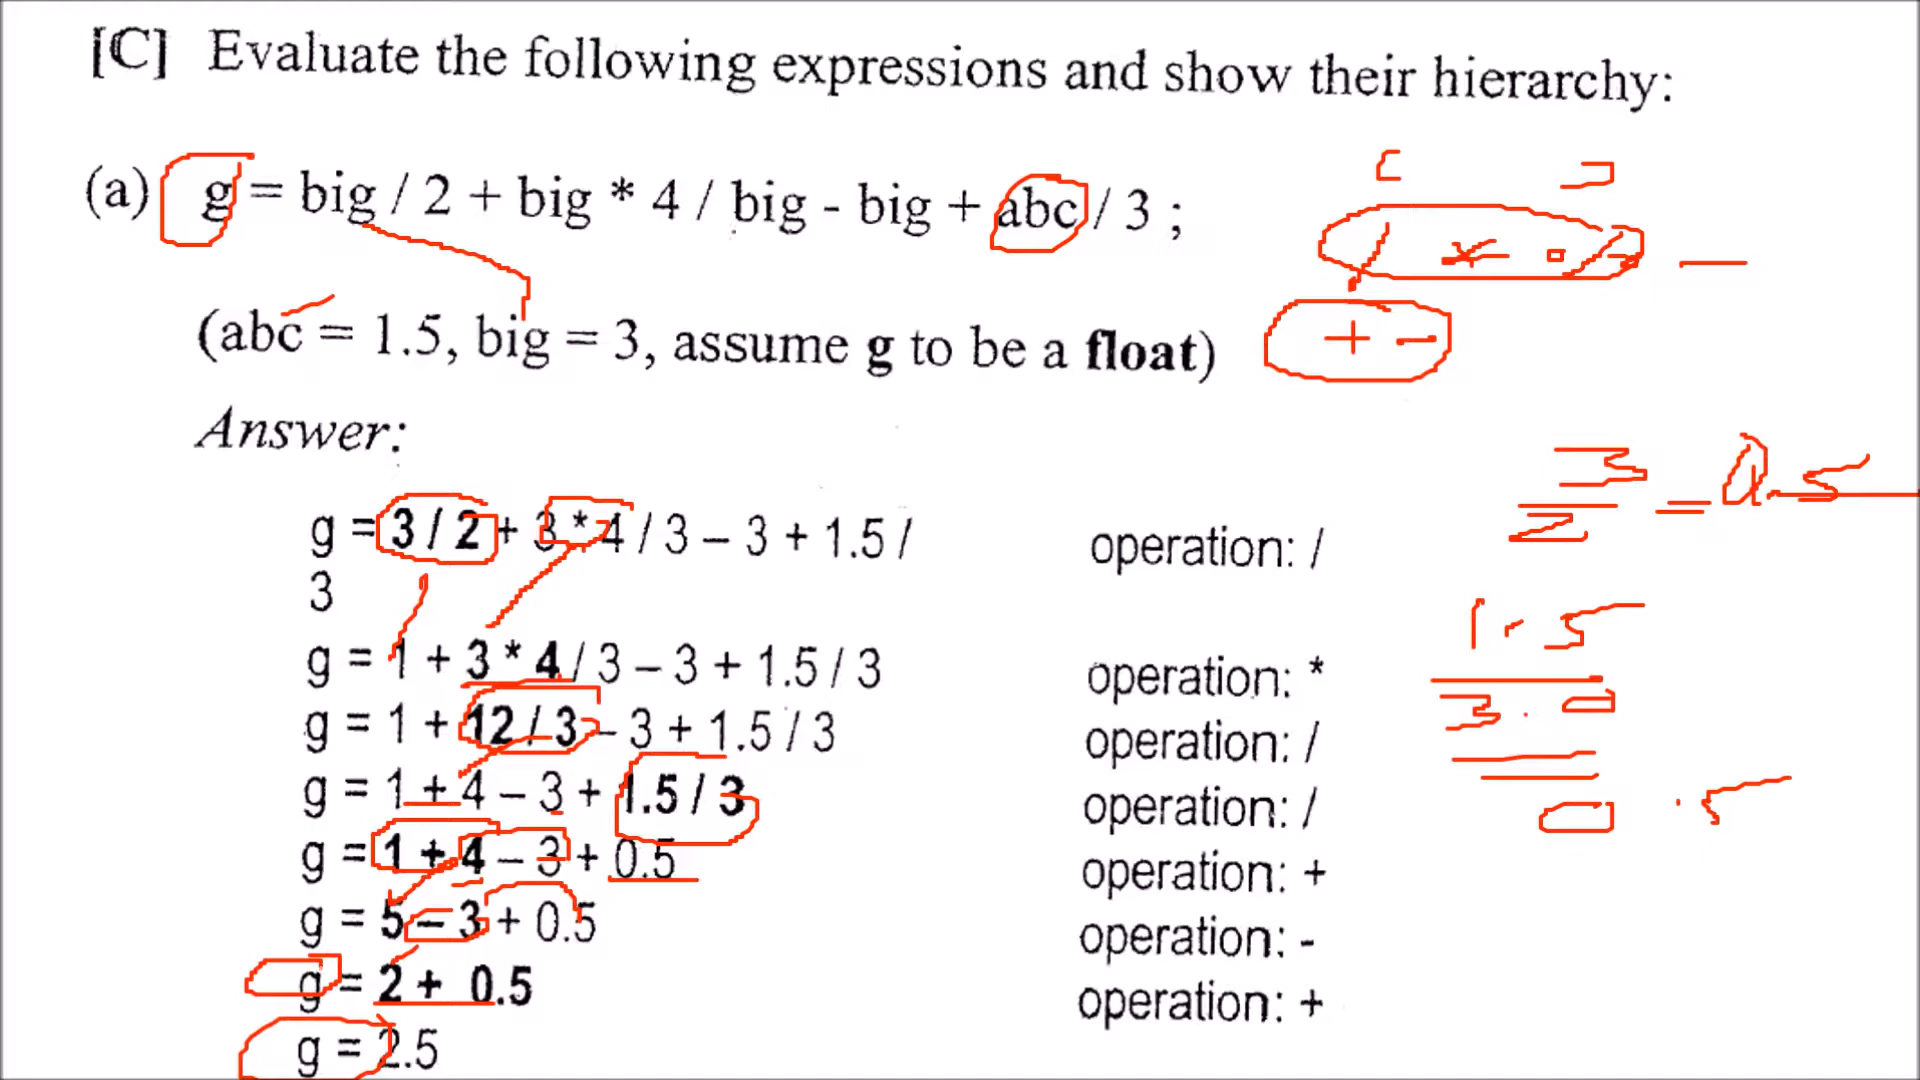 [C] Evaluate the following expressions and show their hierarchy:
(a) g = big / 2 + big * 4 / big - big + abc / 3 ;
(abc = 1.5, big = 3, assume g to be a float)
Answer:
g = 3 / 2 + 3 * 4 / 3 – 3 + 1.5 / operation: /
3
g = 1 + 3 * 4 / 3 – 3 + 1.5 / 3 operation: *
g = 1 + 12 / 3 – 3 + 1.5 / 3 operation: /
g = 1 + 4 – 3 + 1.5 / 3 operation: /
g = 1 + 4 – 3 + 0.5 operation: +
g = 5 – 3 + 0.5 operation: -
g = 2 + 0.5 operation: +
g = 2.5
/ * %
+ -
3
2
1.5
3.0
0.5